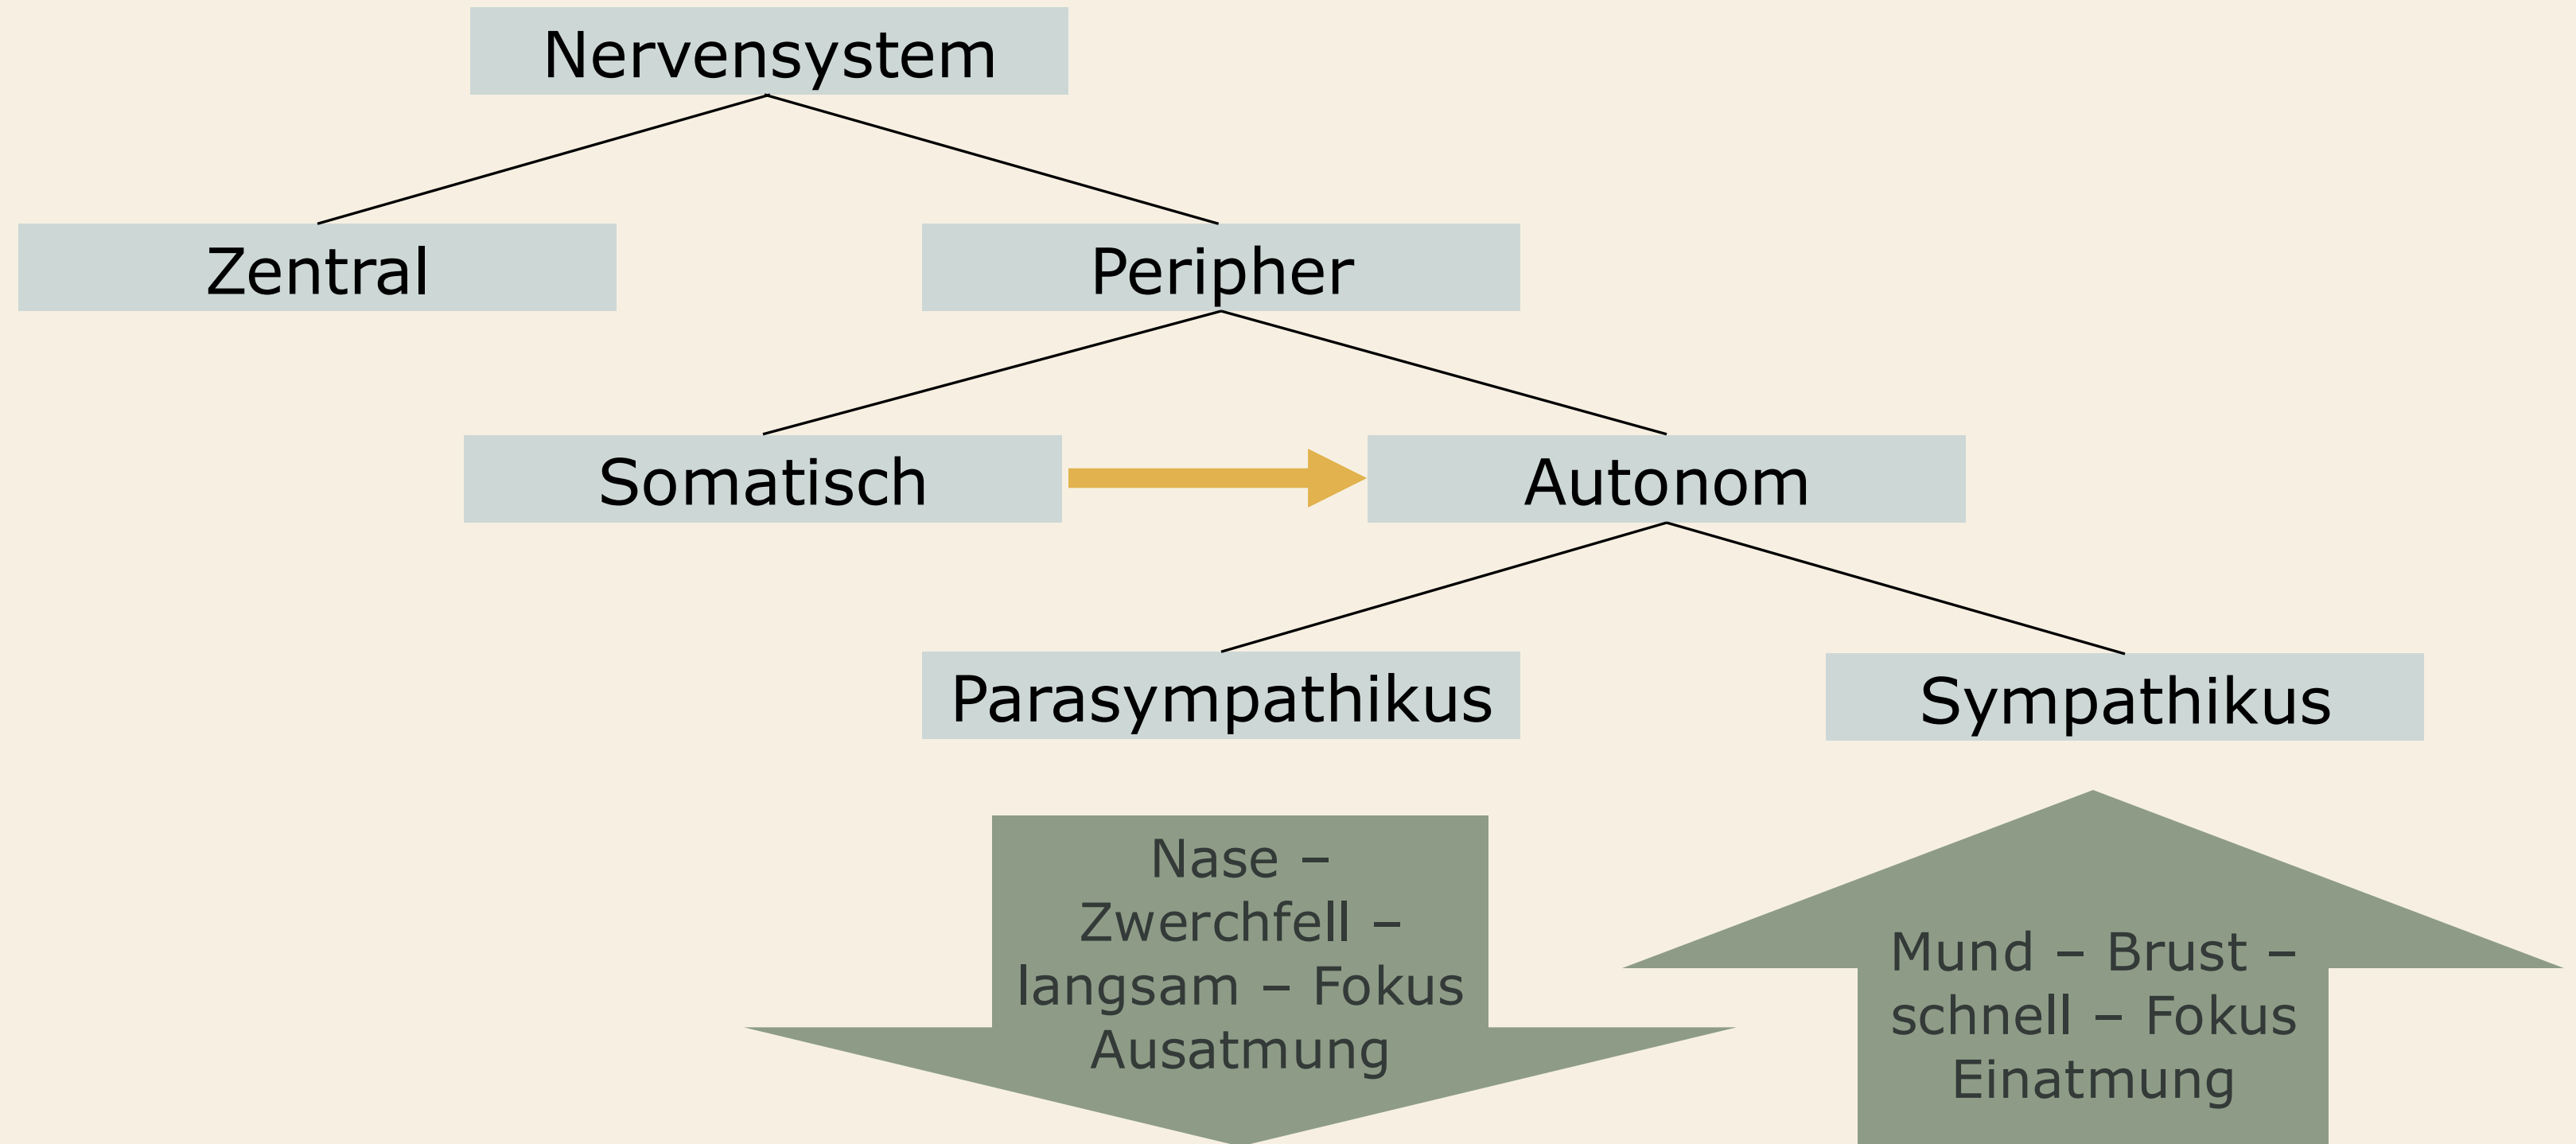 Nervensystem
Zentral
Peripher
Somatisch
Autonom
Parasympathikus
Sympathikus
Nase –
Zwerchfell –
langsam – Fokus
Ausatmung
Mund – Brust –
schnell – Fokus
Einatmung